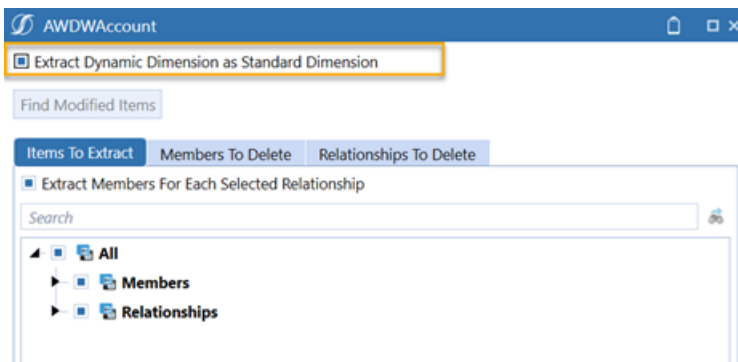 AWDWAccount
Extract Dynamic Dimension as Standard Dimension
Find Modified Items
Items To Extract Members To Delete Relationships To Delete
Extract Members For Each Selected Relationship
Search
All
Members
Relationships